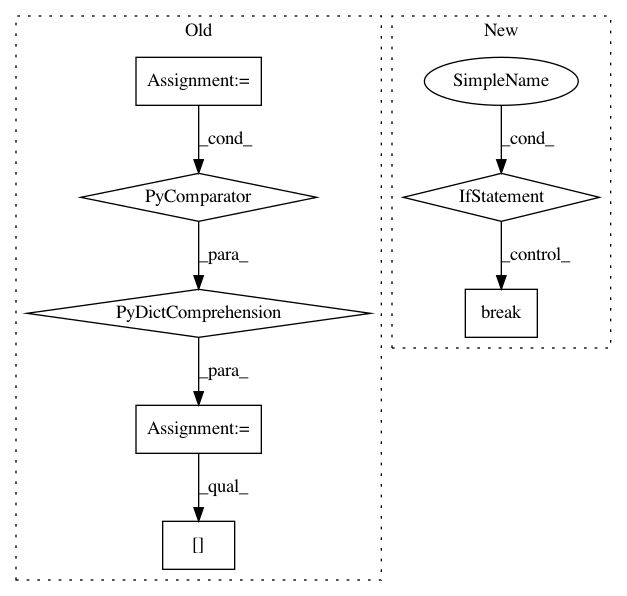 Old
New
Assignment:=
SimpleName
_cond_
_cond_
PyComparator
IfStatement
_para_
_control_
PyDictComprehension
break
_para_
Assignment:=
_qual_
[]